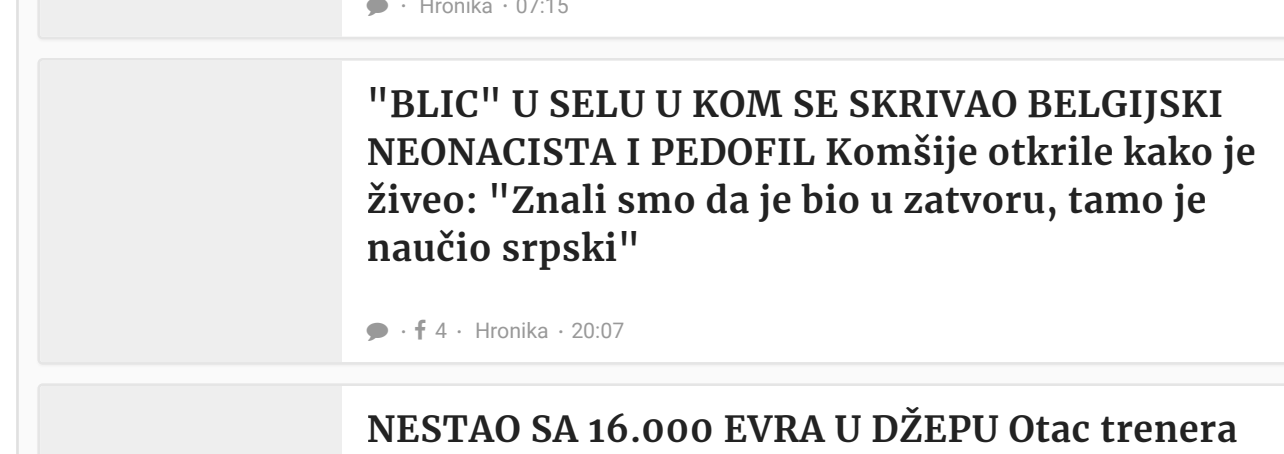 · Hronika · 07:15
"BLIC" U SELU U KOM SE SKRIVAO BELGIJSKI
NEONACISTA I PEDOFIL Komšije otkrile kako je
živeo: "Znali smo da je bio u zatvoru, tamo je
naučio srpski"
· f 4 · Hronika · 20:07
NESTAO SA 16.000 EVRA U DŽEPU Otac trenera